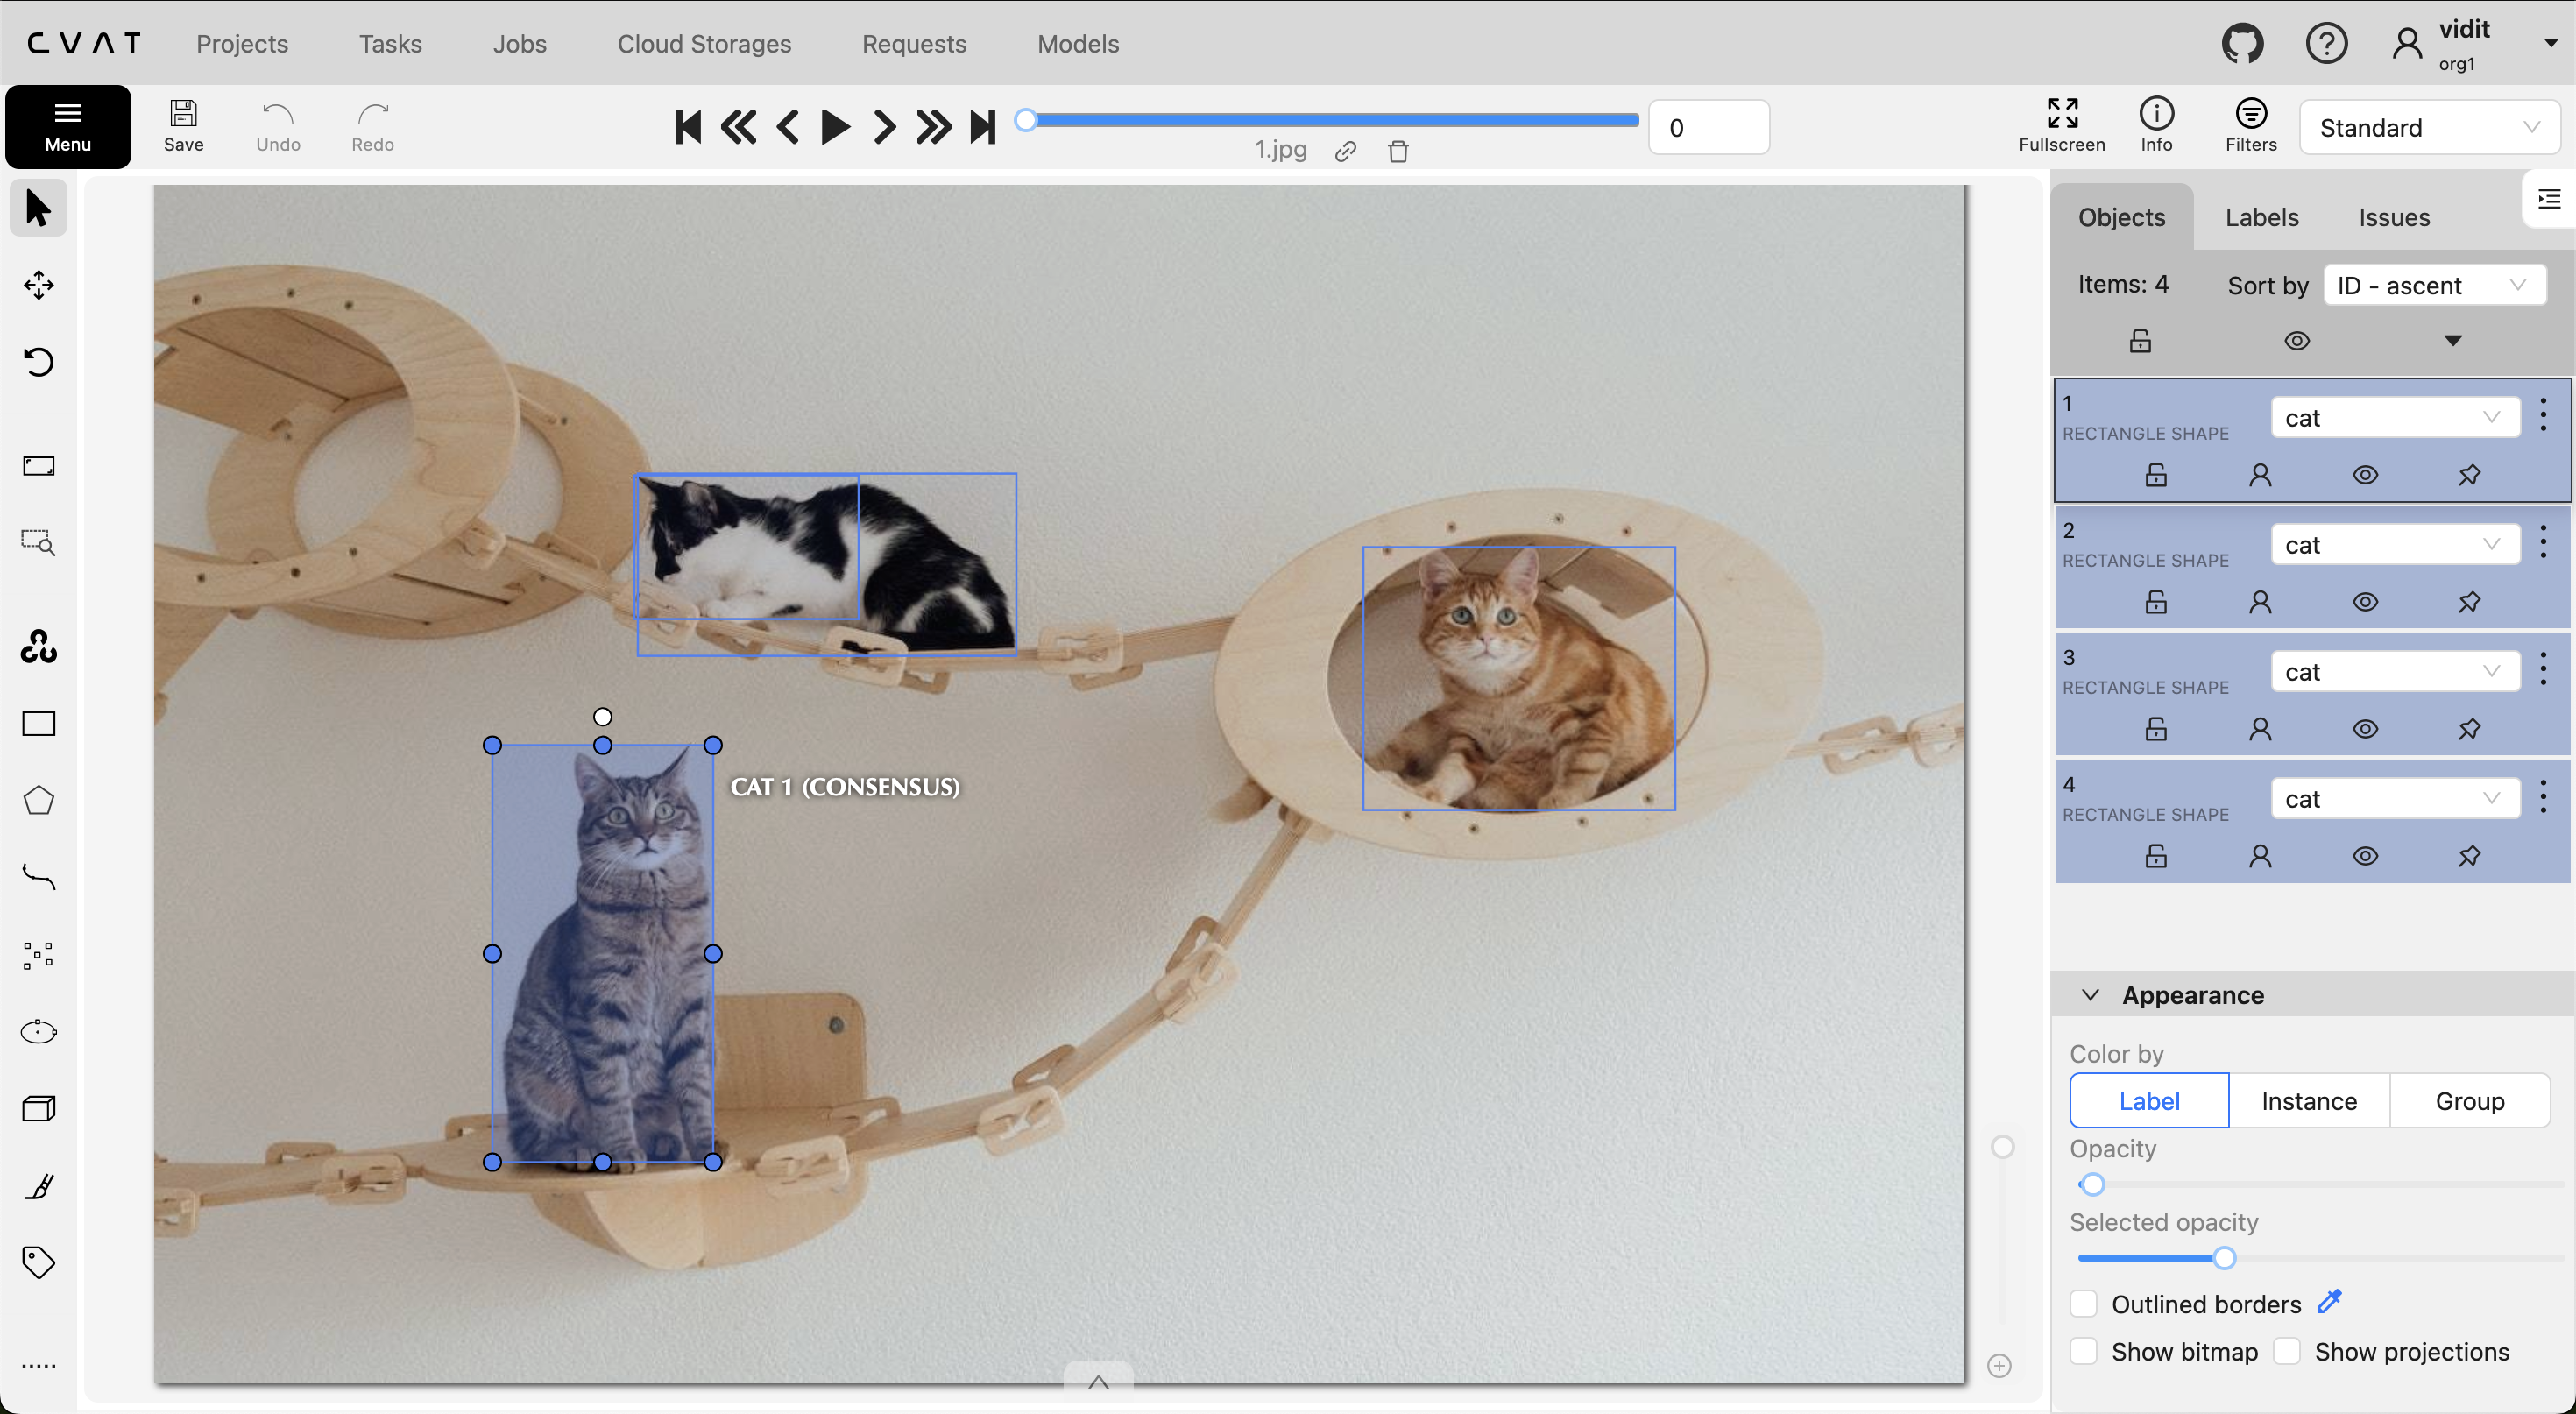 CVAT Projects Tasks Jobs Cloud Storages Requests Models vidit
org1
Menu Save Undo Redo 0 Fullscreen Info Filters Standard
1.jpg
Objects Labels Issues
Items: 4 Sort by ID - ascent
1 cat
RECTANGLE SHAPE
2 cat
RECTANGLE SHAPE
3 cat
RECTANGLE SHAPE
4 cat
RECTANGLE SHAPE
CAT 1 (CONSENSUS)
Appearance
Color by
Label Instance Group
Opacity
Selected opacity
Outlined borders
Show bitmap Show projections